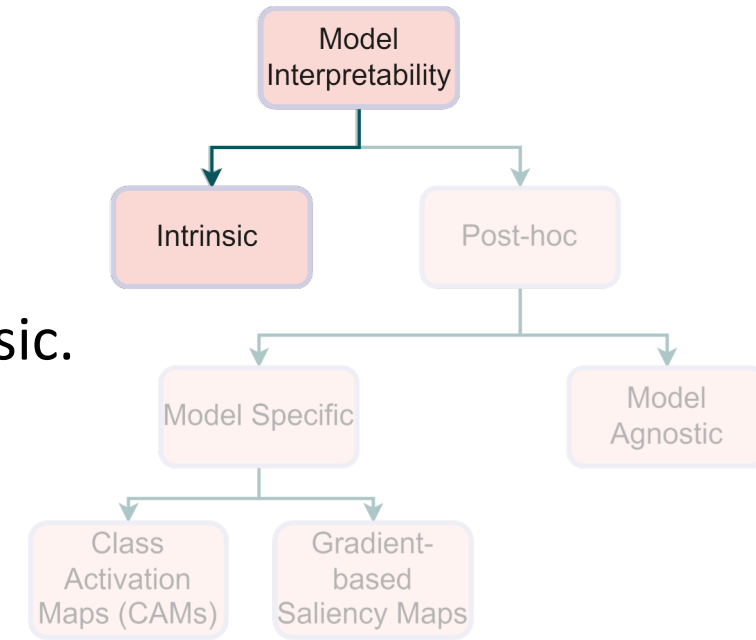 Model
Interpretability
Intrinsic
Post-hoc
sic.
Model Specific
Model
Agnostic
Class
Activation
Maps (CAMs)
Gradient-
based
Saliency Maps